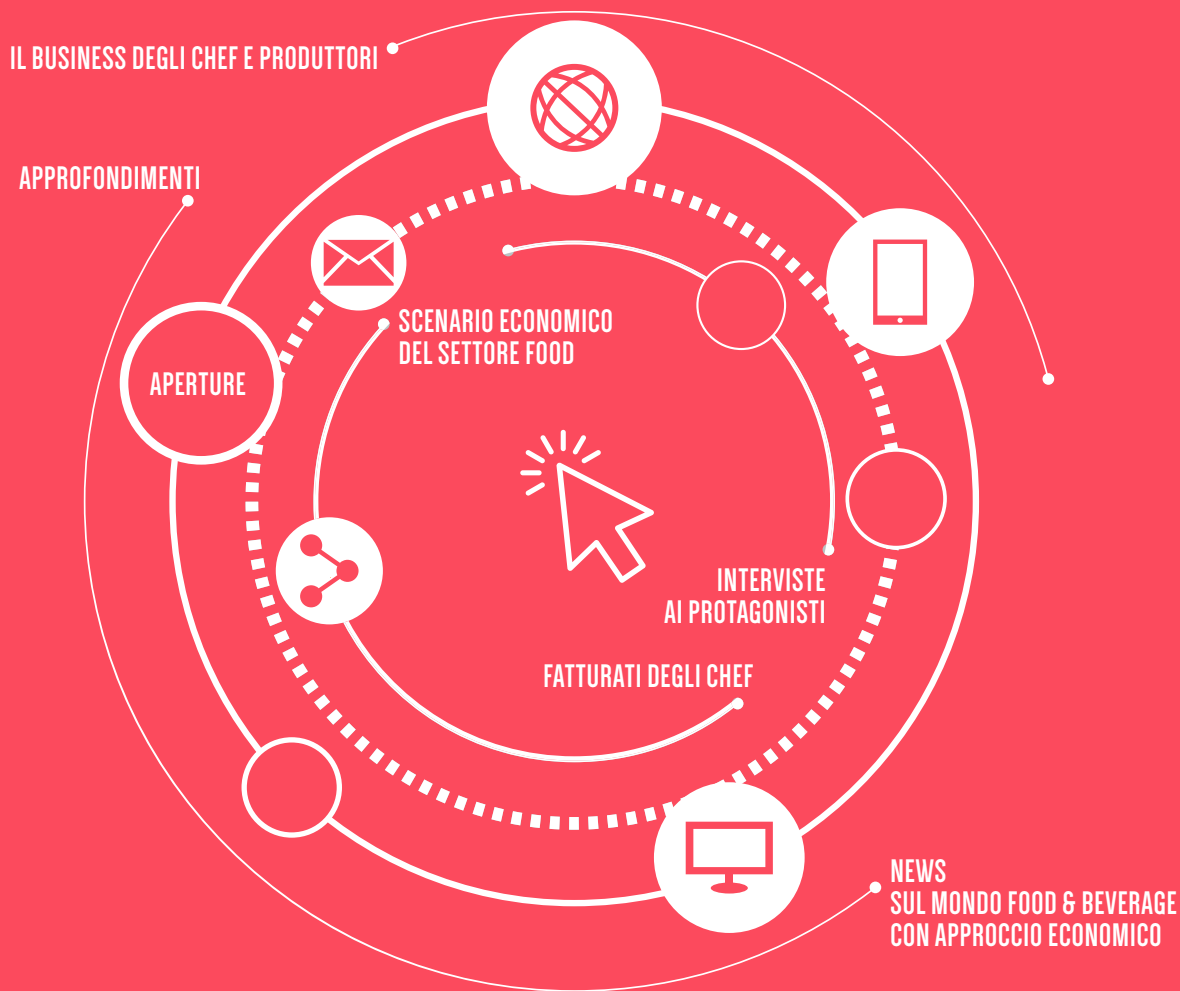 IL BUSINESS DEGLI CHEF E PRODUTTORI
APPROFONDIMENTI
SCENARIO ECONOMICO
DEL SETTORE FOOD
APERTURE
INTERVISTE
AI PROTAGONISTI
FATTURATI DEGLI CHEF
NEWS
SUL MONDO FOOD & BEVERAGE
CON APPROCCIO ECONOMICO